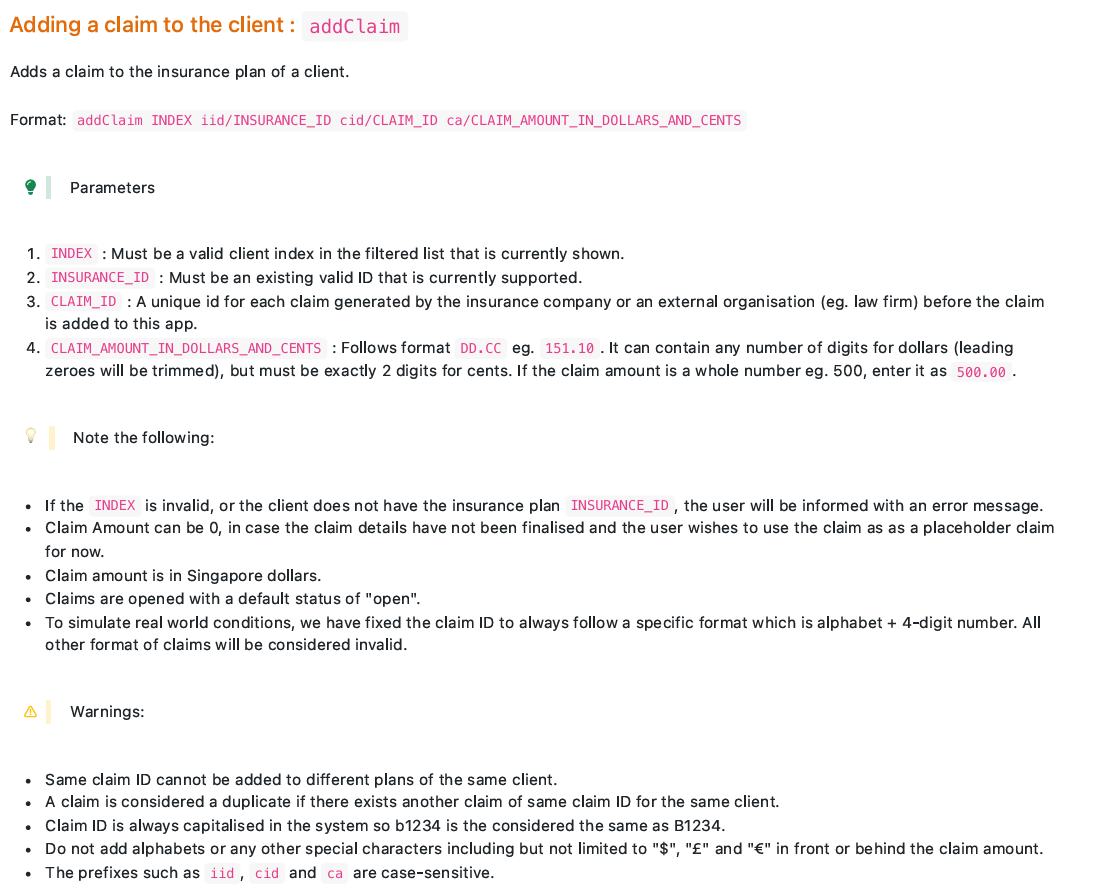 Adding a claim to the client : addClaim
Adds a claim to the insurance plan of a client.
Format: addClaim INDEX iid/INSURANCE_ID cid/CLAIM_ID ca/CLAIM_AMOUNT_IN_DOLLARS_AND_CENTS
Parameters
1. INDEX : Must be a valid client index in the filtered list that is currently shown.
2. INSURANCE_ID : Must be an existing valid ID that is currently supported.
3. CLAIM_ID : A unique id for each claim generated by the insurance company or an external organisation (eg. law firm) before the claim
is added to this app.
4. CLAIM_AMOUNT_IN_DOLLARS_AND_CENTS : Follows format DD.CC eg. 151.10 . It can contain any number of digits for dollars (leading
zeroes will be trimmed), but must be exactly 2 digits for cents. If the claim amount is a whole number eg. 500, enter it as 500.00 .
Note the following:
• If the INDEX is invalid, or the client does not have the insurance plan INSURANCE_ID , the user will be informed with an error message.
• Claim Amount can be 0, in case the claim details have not been finalised and the user wishes to use the claim as as a placeholder claim
for now.
• Claim amount is in Singapore dollars.
• Claims are opened with a default status of "open".
• To simulate real world conditions, we have fixed the claim ID to always follow a specific format which is alphabet + 4-digit number. All
other format of claims will be considered invalid.
Warnings:
• Same claim ID cannot be added to different plans of the same client.
• A claim is considered a duplicate if there exists another claim of same claim ID for the same client.
• Claim ID is always capitalised in the system so b1234 is the considered the same as B1234.
• Do not add alphabets or any other special characters including but not limited to "$", "£" and "€" in front or behind the claim amount.
• The prefixes such as iid , cid and ca are case-sensitive.